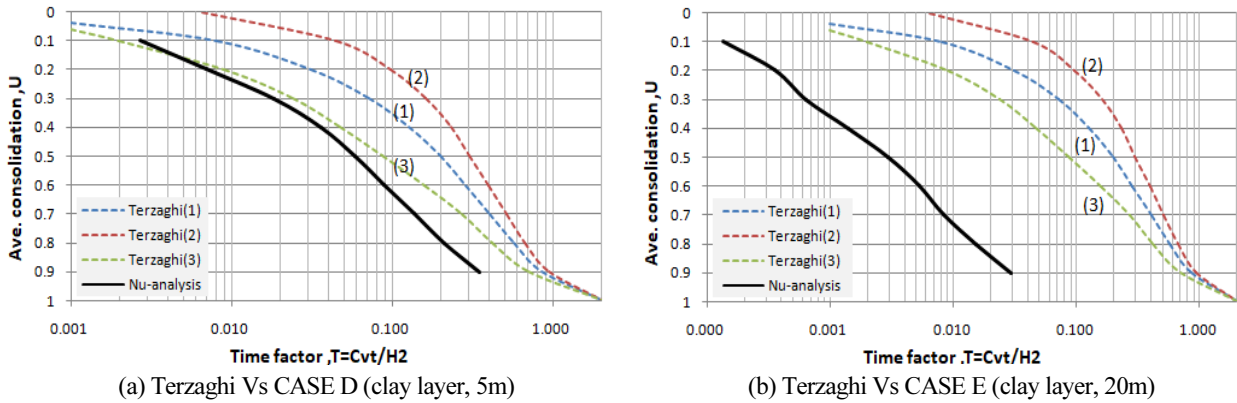 Ave. consolidation ,U
0
0.1
0.2
0.3
0.4
0.5
0.6
0.7
0.8
0.9
1
(2)
(1)
(3)
Terzaghi(1)
Terzaghi(2)
Terzaghi(3)
Nu-analysis
0.001
0.010
0.100
1.000
Time factor ,T=Cvt/H2
(a) Terzaghi Vs CASE D (clay layer, 5m)
Ave. consolidation ,U
0
0.1
0.2
0.3
0.4
0.5
0.6
0.7
0.8
0.9
1
(2)
(1)
(3)
Terzaghi(1)
Terzaghi(2)
Terzaghi(3)
Nu-analysis
0.000
0.001
0.010
0.100
1.000
Time factor .T=Cvt/H2
(b) Terzaghi Vs CASE E (clay layer, 20m)